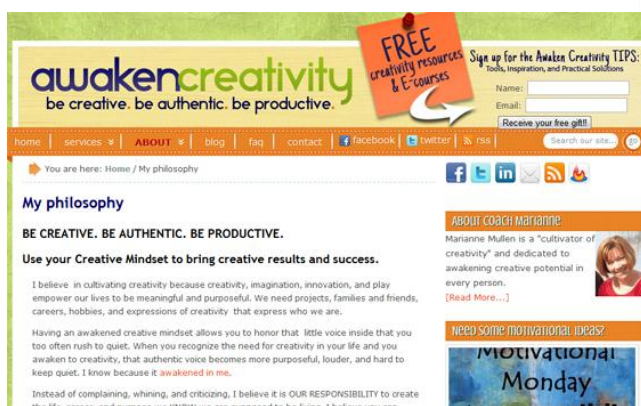 FREE
creativity resources
& E-courses
Sign up for the Awaken Creativity TIPS:
Tools, Inspiration, and Practical Solutions
Name:
Email:
Receive your free gift!!
awakencreativity
be creative. be authentic. be productive.
home services ABOUT blog faq contact facebook twitter rss Search our site... go
You are here: Home / My philosophy
My philosophy
BE CREATIVE. BE AUTHENTIC. BE PRODUCTIVE.
Use your Creative Mindset to bring creative results and success.
I believe in cultivating creativity because creativity, imagination, innovation, and play
empower our lives to be meaningful and purposeful. We need projects, families and friends,
careers, hobbies, and expressions of creativity that express who we are.
Having an awakened creative mindset allows you to honor that little voice inside that you
too often rush to quiet. When you recognize the need for creativity in your life and you
awaken to creativity, that authentic voice becomes more purposeful, louder, and hard to
keep quiet. I know because it awakened in me.
Instead of complaining, whining, and criticizing, I believe it is OUR RESPONSIBILITY to create
About Coach Marianne
Marianne Mullen is a "cultivator of
creativity" and dedicated to
awakening creative potential in
every person.
[Read More...]
Need some motivational ideas?
Motivational
Monday